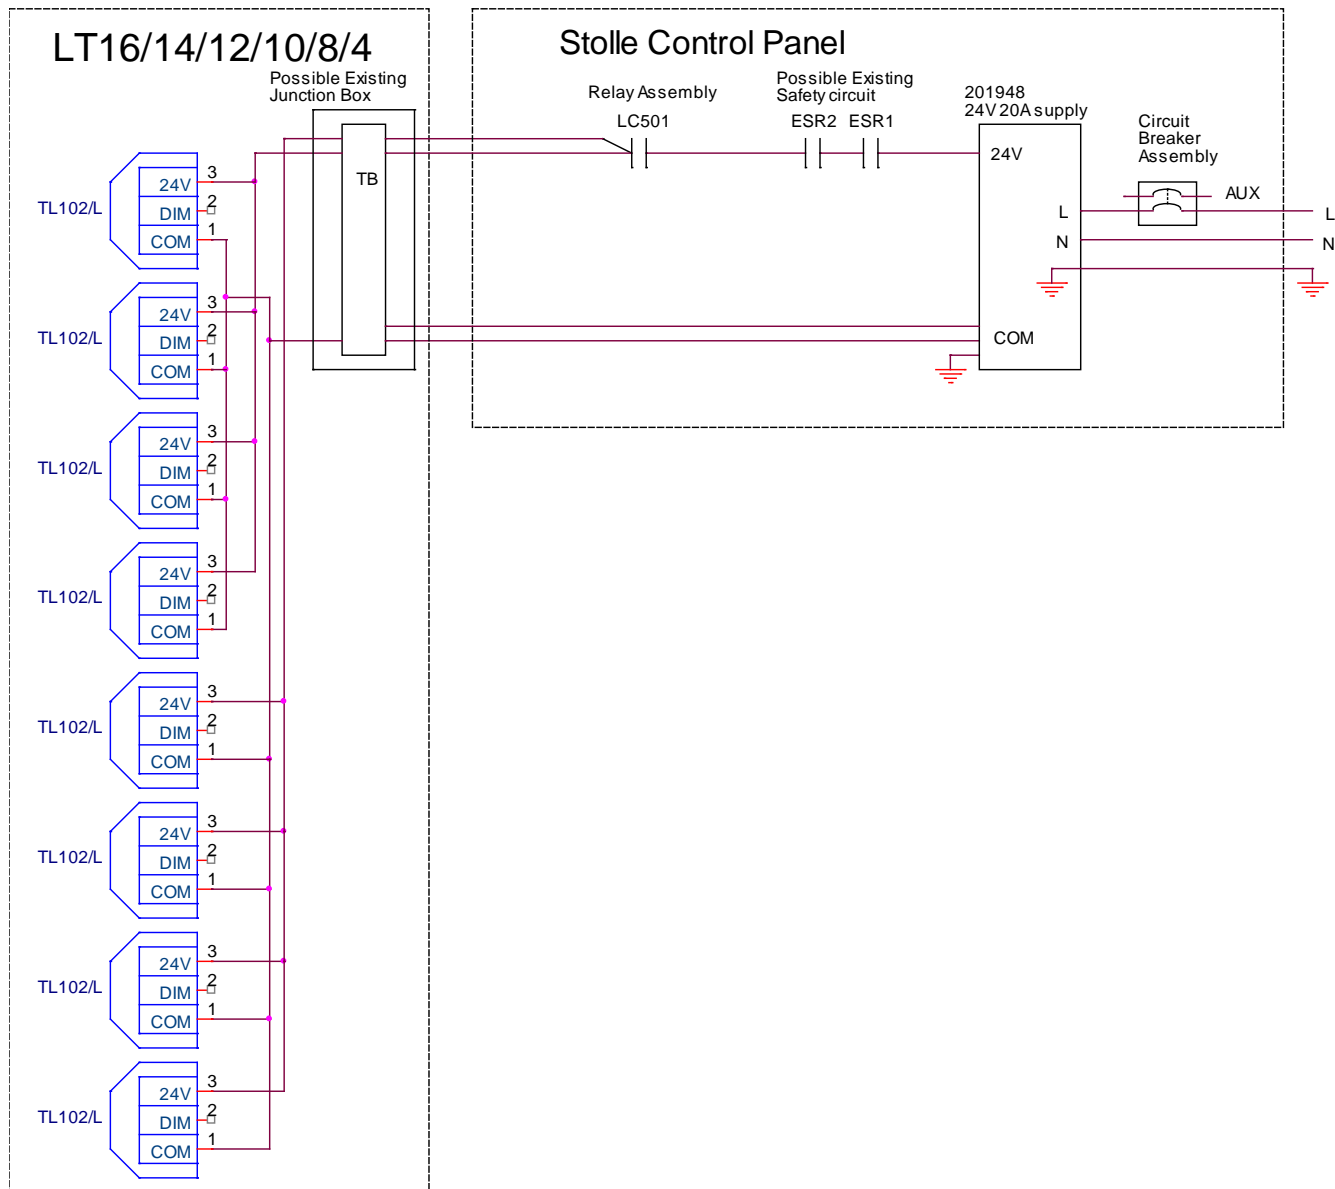 LT16/14/12/10/8/4
Possible Existing
Junction Box
TB
Stolle Control Panel
Relay Assembly
LC501
Possible Existing
Safety circuit
ESR2 ESR1
201948
24V 20A supply
24V
L
N
COM
Circuit
Breaker
Assembly
AUX
L
N
TL102/L
24V 3
DIM 2
COM 1
TL102/L
24V 3
DIM 2
COM 1
TL102/L
24V 3
DIM 2
COM 1
TL102/L
24V 3
DIM 2
COM 1
TL102/L
24V 3
DIM 2
COM 1
TL102/L
24V 3
DIM 2
COM 1
TL102/L
24V 3
DIM 2
COM 1
TL102/L
24V 3
DIM 2
COM 1